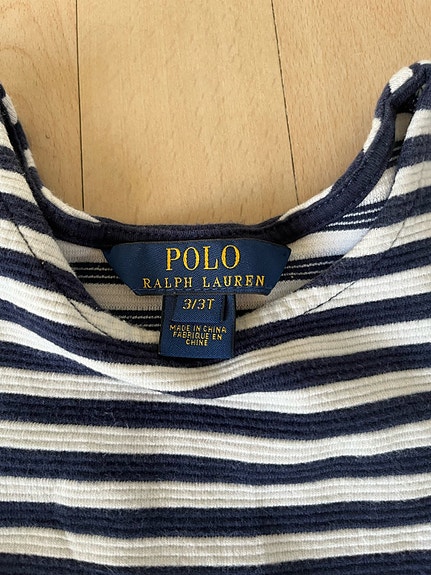 POLO
RALPH LAUREN
3/3T
MADE IN CHINA
FABRIQUE EN
CHINE